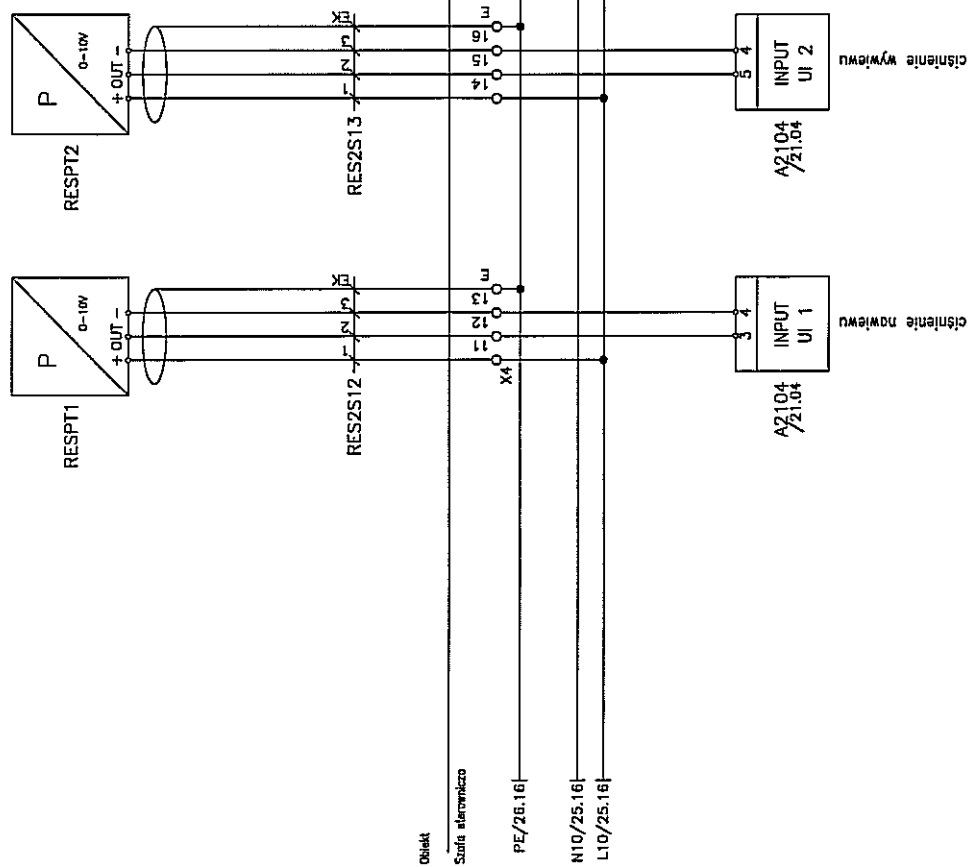 P
0-10V
+ OUT -
RESPT2
1
2
3
EK
RES2S13
14
15
16
E
5
4
INPUT
UI 2
A2104
/21.04
ciśnienie wywiewu
P
0-10V
+ OUT -
RESPT1
1
2
3
EK
RES2S12
X4
11
12
13
E
3
4
INPUT
UI 1
A2104
/21.04
ciśnienie nawiewu
Obiekt
Szafa sterownicza
PE/26.16
N10/25.16
L10/25.16